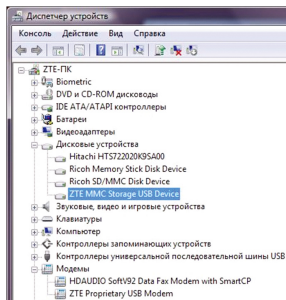 Диспетчер устройств
Консоль Действие Вид Справка
ZTE-ПК
Biometric
DVD и CD-ROM дисководы
IDE ATA/ATAPI контроллеры
Батареи
Видеоадаптеры
Дисковые устройства
Hitachi HTS722020K9SA00
Ricoh Memory Stick Disk Device
Ricoh SD/MMC Disk Device
ZTE MMC Storage USB Device
Звуковые, видео и игровые устройства
Клавиатуры
Компьютер
Контроллеры запоминающих устройств
Контроллеры универсальной последовательной шины USB
Модемы
HDAUDIO SoftV92 Data Fax Modem with SmartCP
ZTE Proprietary USB Modem